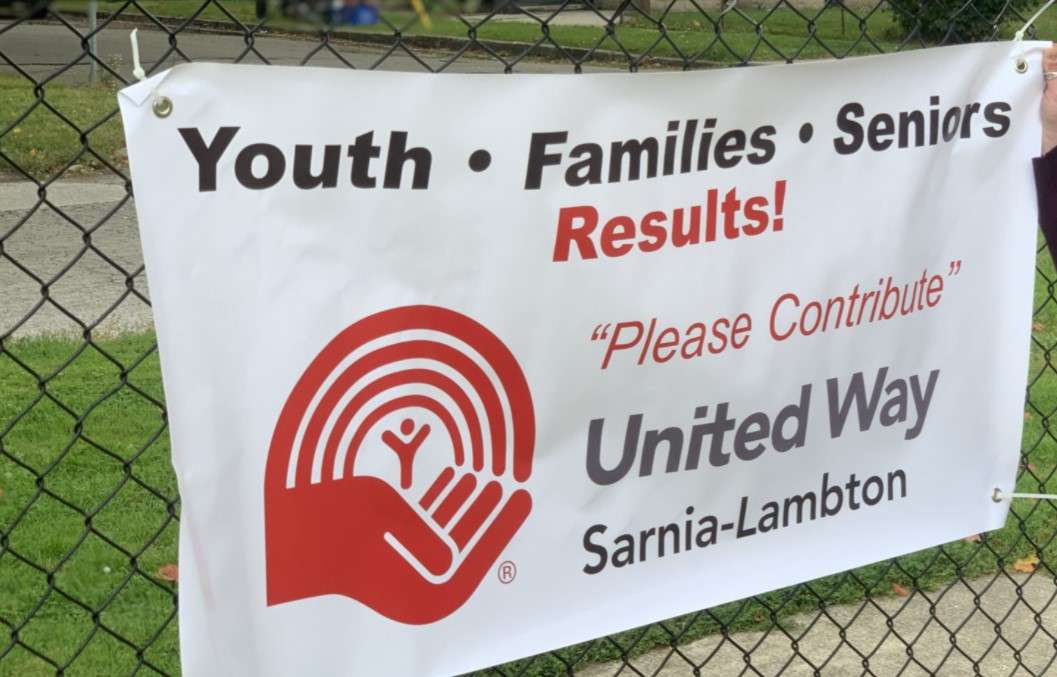 Youth • Families • Seniors
Results!
“Please Contribute”
United Way
Sarnia-Lambton
®